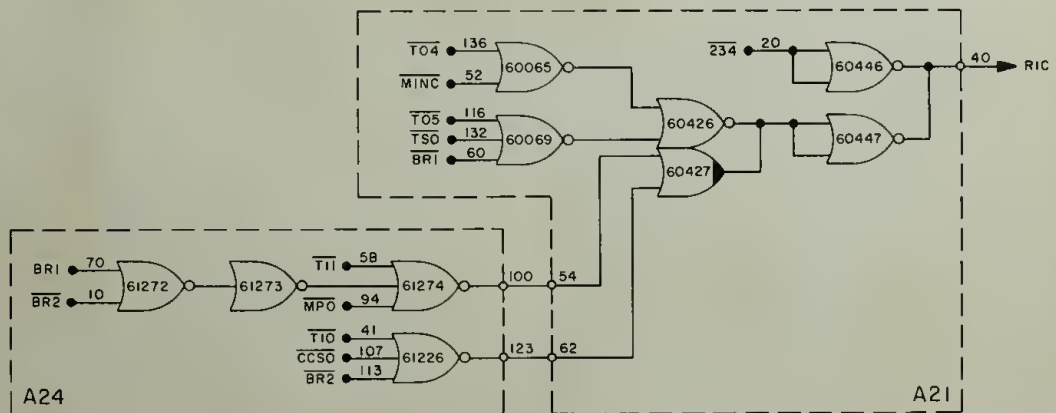 T04 136
60065
MINC 52
T05 116
TS0 132
60069
BR1 60
60426
60427
234 20
60446
40 R1C
60447
BR1 70
BR2 10
61272
61273
T11 58
61274
MP0 94
100 54
T10 41
CCS0 107
61226
BR2 113
123 62
A24
A21